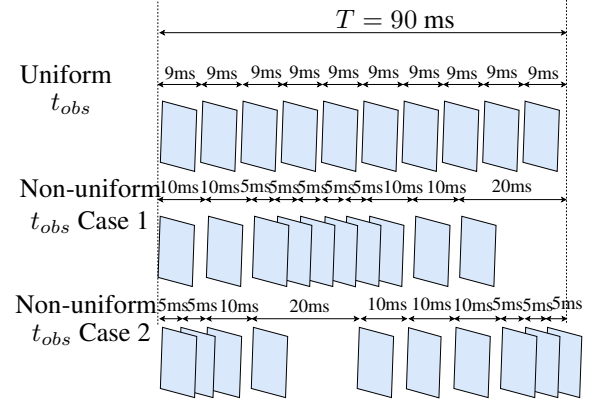 T = 90 ms
Uniform
9ms 9ms 9ms 9ms 9ms 9ms 9ms 9ms 9ms 9ms
t_obs
Non-uniform
10ms 10ms 5ms 5ms 5ms 5ms 5ms 10ms 10ms 20ms
t_obs Case 1
Non-uniform
5ms 5ms 10ms 20ms 10ms 10ms 10ms 5ms 5ms 5ms
t_obs Case 2